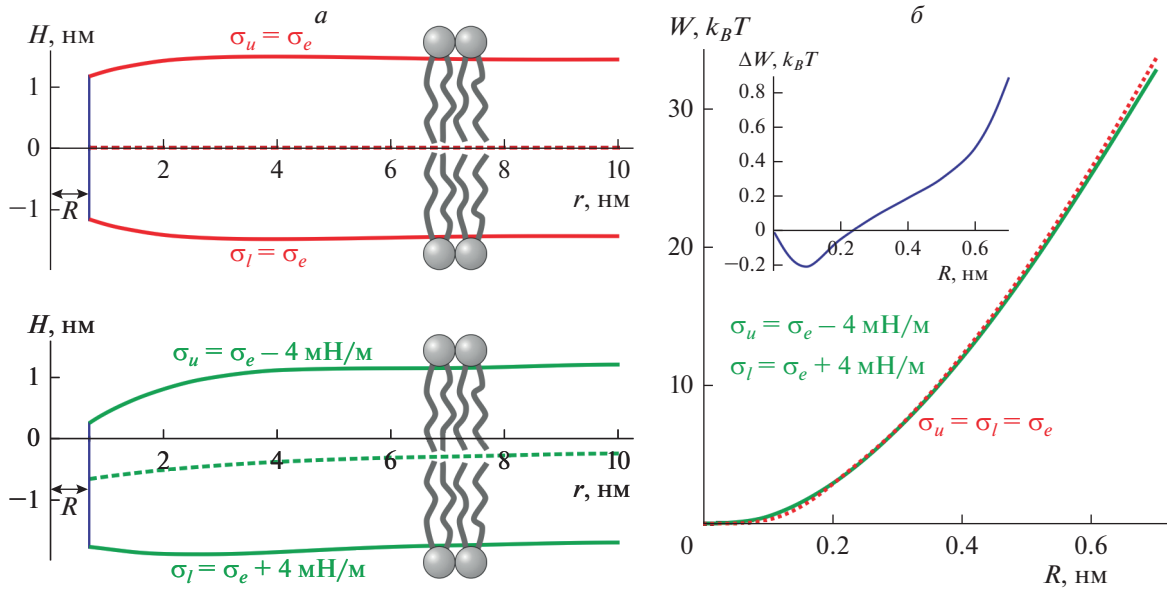 а
H, нм
σu = σe
1
0
2
4
6
8
10
R
r, нм
−1
σl = σe
H, нм
σu = σe − 4 мН/м
1
0
2
4
6
8
10
−1
R
r, нм
σl = σe + 4 мН/м
б
W, kBT
ΔW, kBT
30
0.8
0.6
0.4
0.2
0
0.2
0.4
0.6
−0.2
R, нм
20
σu = σe − 4 мН/м
σl = σe + 4 мН/м
10
σu = σl = σe
0
0.2
0.4
0.6
R, нм